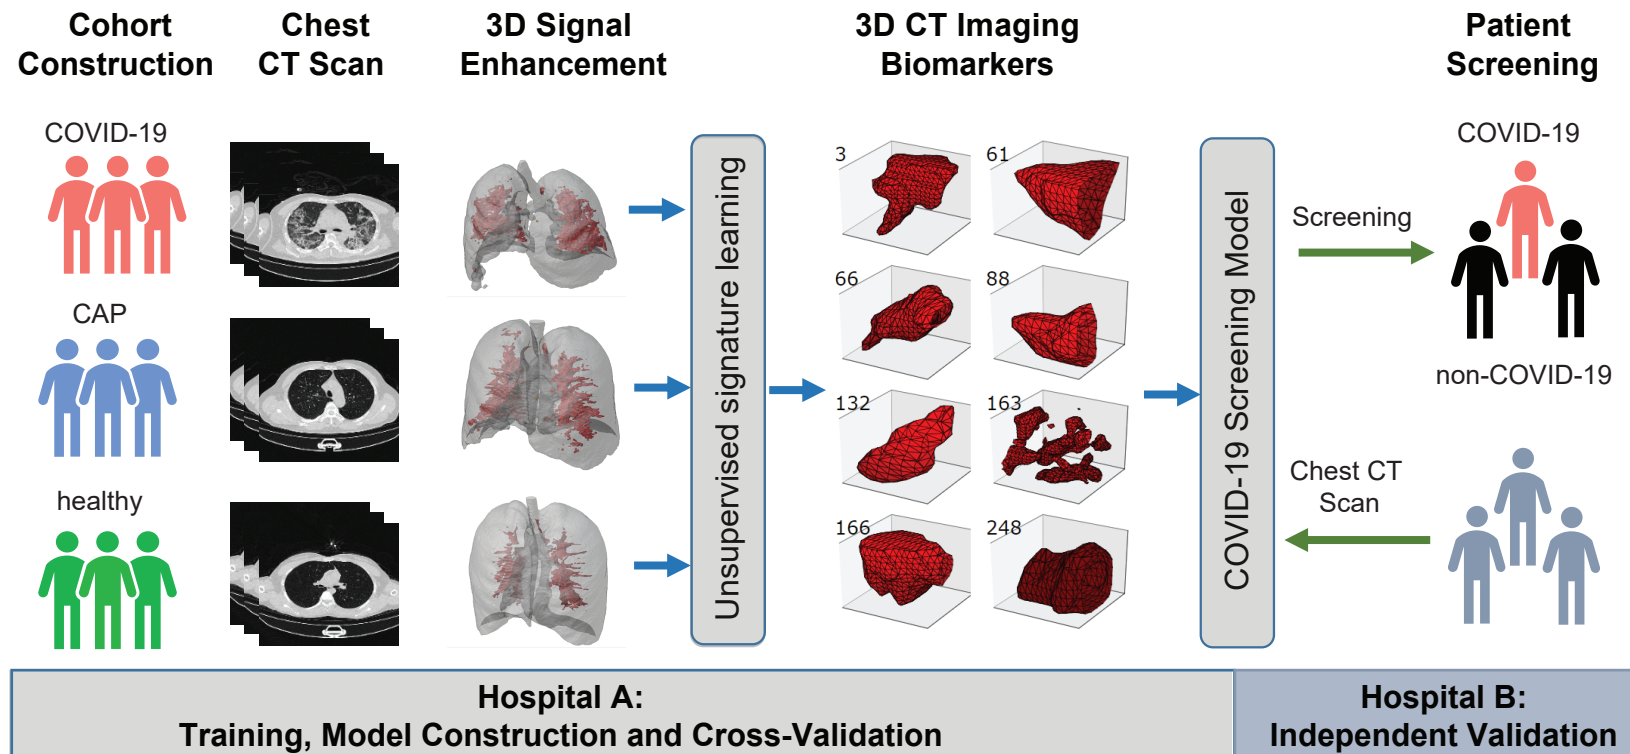 Cohort
Construction
Chest
CT Scan
3D Signal
Enhancement
3D CT Imaging
Biomarkers
Patient
Screening
COVID-19
CAP
healthy
Unsupervised signature learning
3
61
66
88
132
163
166
248
COVID-19 Screening Model
Screening
Chest CT
Scan
COVID-19
non-COVID-19
Hospital A:
Training, Model Construction and Cross-Validation
Hospital B:
Independent Validation